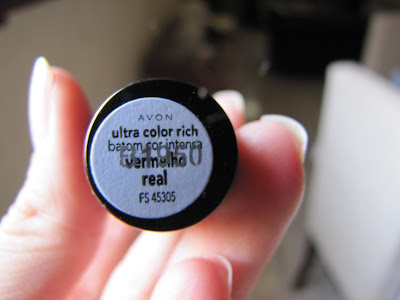 AVON
ultra color rich
batom cor intensa
vermelho
real
FS 45305